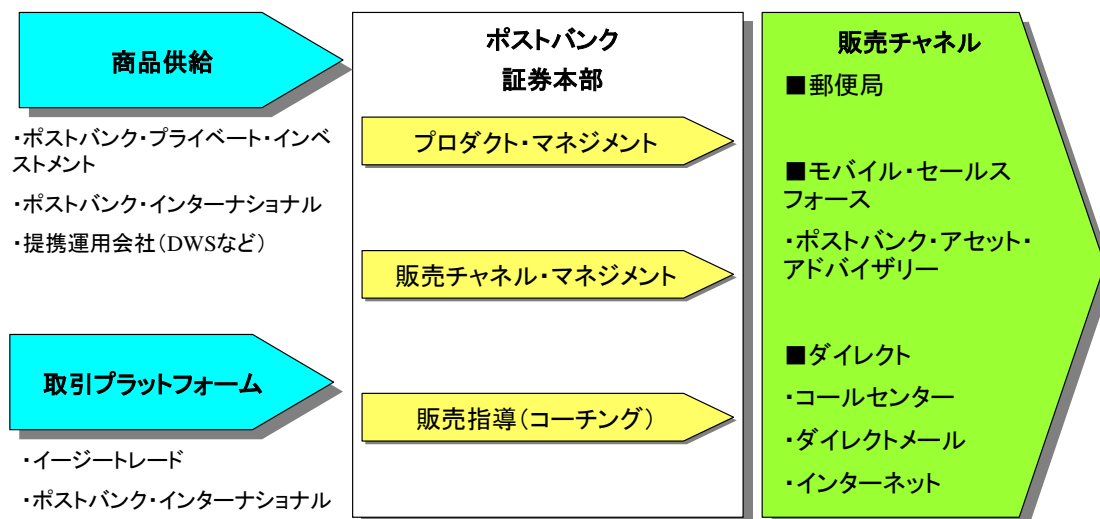 商品供給
・ポストバンク・プライベート・インベ
ストメント
・ポストバンク・インターナショナル
・提携運用会社(DWSなど)
取引プラットフォーム
・イージートレード
・ポストバンク・インターナショナル
ポストバンク
証券本部
プロダクト・マネジメント
販売チャネル・マネジメント
販売指導(コーチング)
販売チャネル
■郵便局
■モバイル・セールス
フォース
・ポストバンク・アセット・
アドバイザリー
■ダイレクト
・コールセンター
・ダイレクトメール
・インターネット